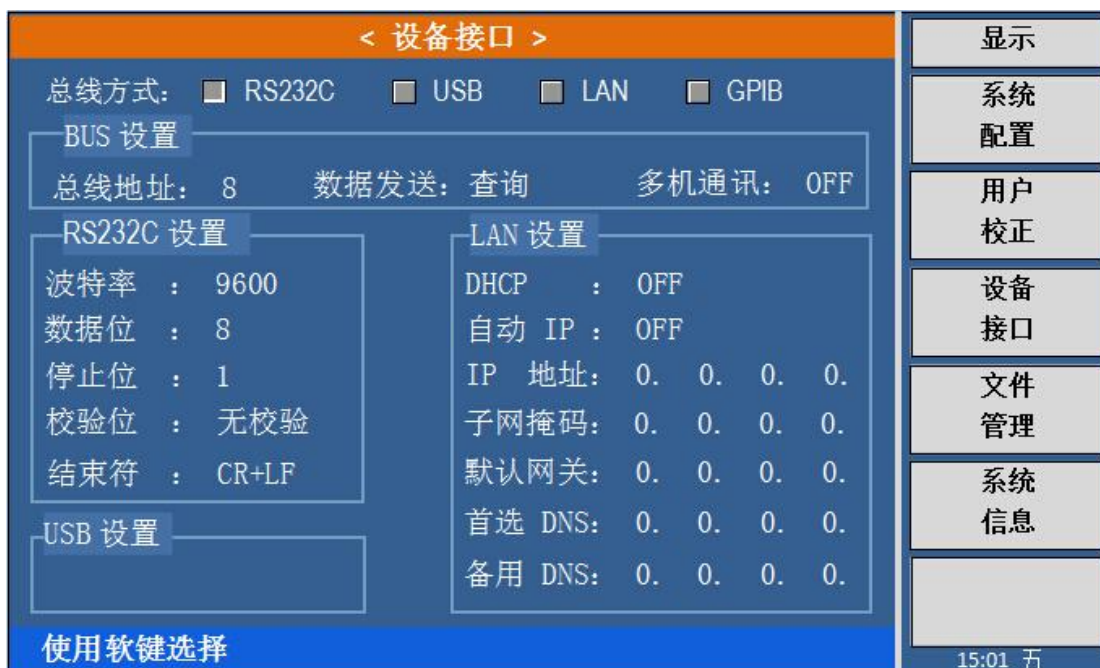 < 设备接口 >
总线方式： RS232C USB LAN GPIB
BUS 设置
总线地址： 8 数据发送：查询 多机通讯： OFF
RS232C 设置
波特率 ： 9600
数据位 ： 8
停止位 ： 1
校验位 ： 无校验
结束符 ： CR+LF
USB 设置
LAN 设置
DHCP ： OFF
自动 IP ： OFF
IP 地址： 0. 0. 0. 0.
子网掩码： 0. 0. 0. 0.
默认网关： 0. 0. 0. 0.
首选 DNS： 0. 0. 0. 0.
备用 DNS： 0. 0. 0. 0.
使用软键选择
显示
系统
配置
用户
校正
设备
接口
文件
管理
系统
信息
15:01 五